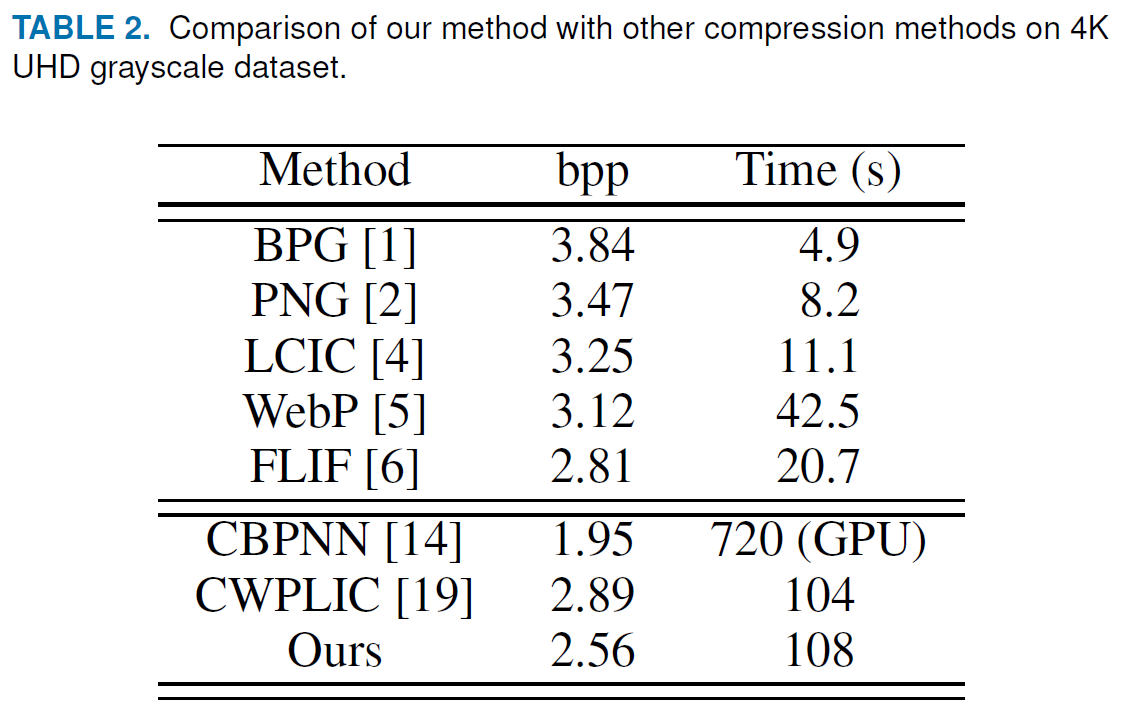 TABLE 2. Comparison of our method with other compression methods on 4K
UHD grayscale dataset.
Method bpp Time (s)
BPG [1] 3.84 4.9
PNG [2] 3.47 8.2
LCIC [4] 3.25 11.1
WebP [5] 3.12 42.5
FLIF [6] 2.81 20.7
CBPNN [14] 1.95 720 (GPU)
CWPLIC [19] 2.89 104
Ours 2.56 108